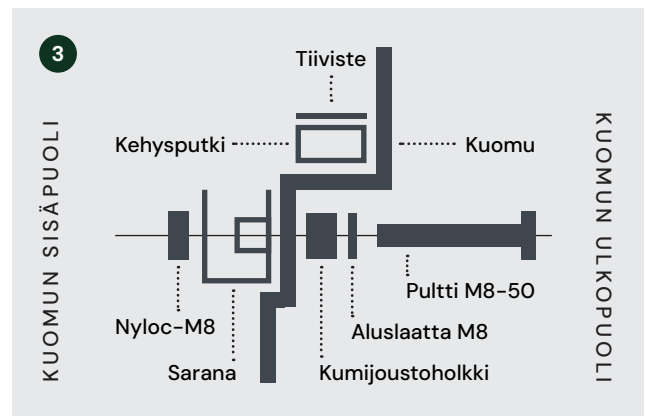 3
Tiiviste
Kehysputki
Kuomu
KUOMUN SISÄPUOLI
KUOMUN ULKOPUOLI
Pultti M8-50
Nyloc-M8
Aluslaatta M8
Sarana
Kumijoustoholkki